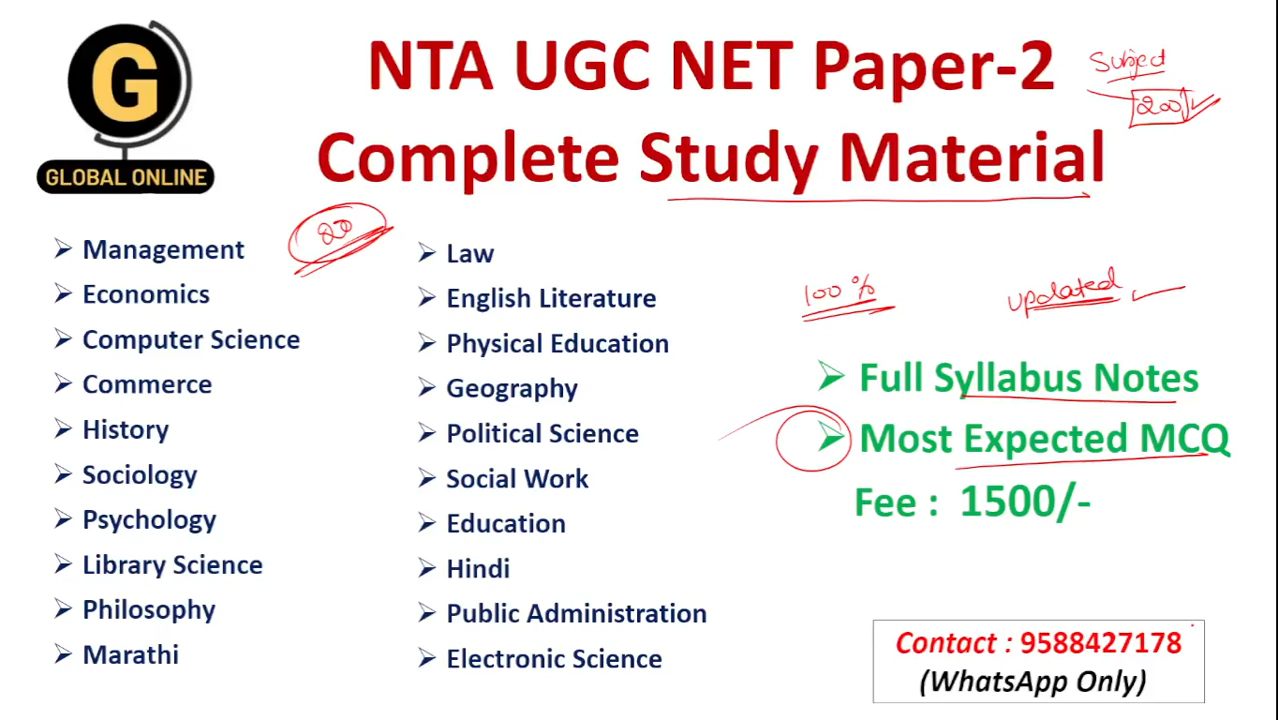 G
GLOBAL ONLINE
NTA UGC NET Paper-2
Complete Study Material
Subject
200
20
Management
Economics
Computer Science
Commerce
History
Sociology
Psychology
Library Science
Philosophy
Marathi
Law
English Literature
Physical Education
Geography
Political Science
Social Work
Education
Hindi
Public Administration
Electronic Science
100%
updated
Full Syllabus Notes
Most Expected MCQ
Fee : 1500/-
Contact : 9588427178
(WhatsApp Only)